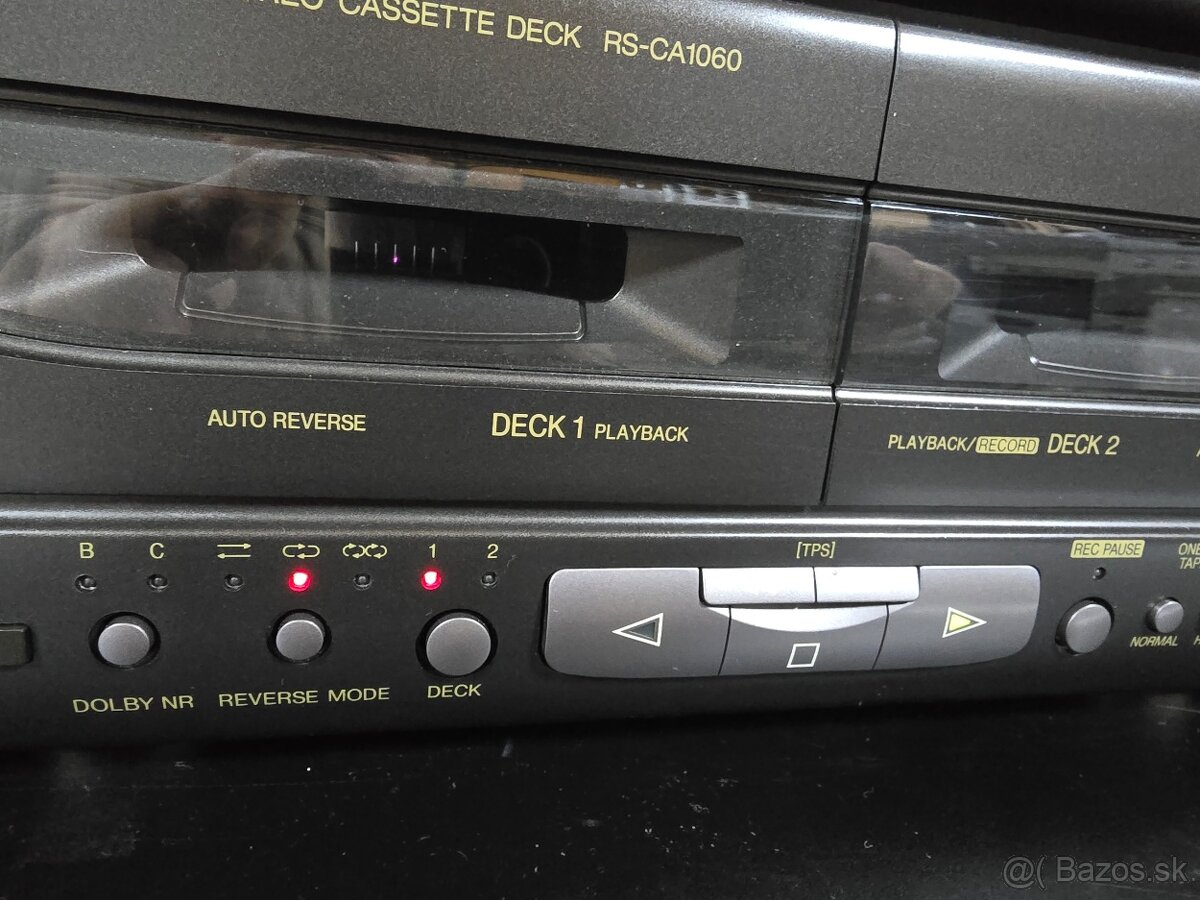 CASSETTE DECK RS-CA1060
AUTO REVERSE
DECK 1 PLAYBACK
PLAYBACK/RECORD DECK 2
B C 1 2
[TPS]
REC PAUSE
NORMAL
DOLBY NR
REVERSE MODE
DECK
@( Bazos.sk